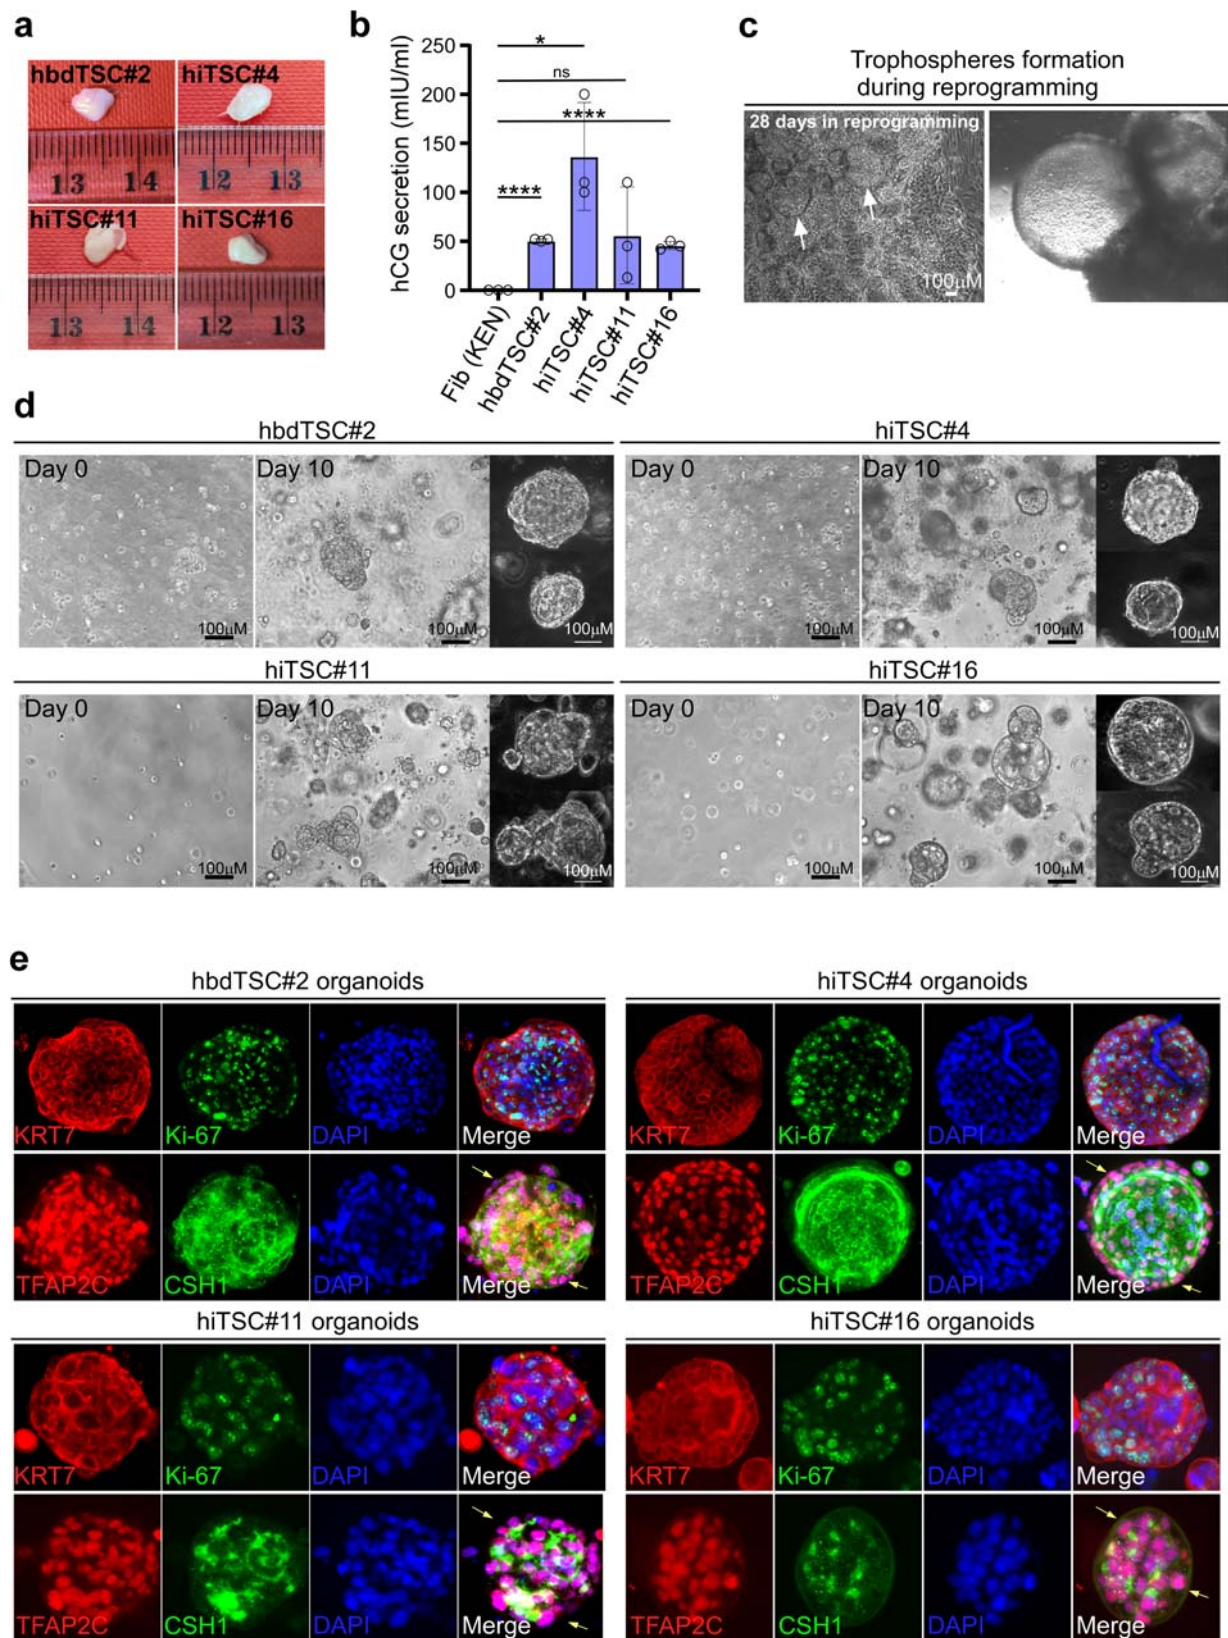 a
hbdTSC#2
hiTSC#4
13 14
12 13
hiTSC#11
hiTSC#16
13 14
12 13
b
hCG secretion (mIU/ml)
250
200
150
100
50
0
*
ns
****
****
Fib (KEN)
hbdTSC#2
hiTSC#4
hiTSC#11
hiTSC#16
c
Trophospheres formation
during reprogramming
28 days in reprogramming
100μM
d
hbdTSC#2
hiTSC#4
Day 0
Day 10
Day 0
Day 10
100μM
100μM
100μM
100μM
100μM
100μM
hiTSC#11
hiTSC#16
Day 0
Day 10
Day 0
Day 10
100μM
100μM
100μM
100μM
100μM
100μM
e
hbdTSC#2 organoids
hiTSC#4 organoids
KRT7
Ki-67
DAPI
Merge
KRT7
Ki-67
DAPI
Merge
TFAP2C
CSH1
DAPI
Merge
TFAP2C
CSH1
DAPI
Merge
hiTSC#11 organoids
hiTSC#16 organoids
KRT7
Ki-67
DAPI
Merge
KRT7
Ki-67
DAPI
Merge
TFAP2C
CSH1
DAPI
Merge
TFAP2C
CSH1
DAPI
Merge